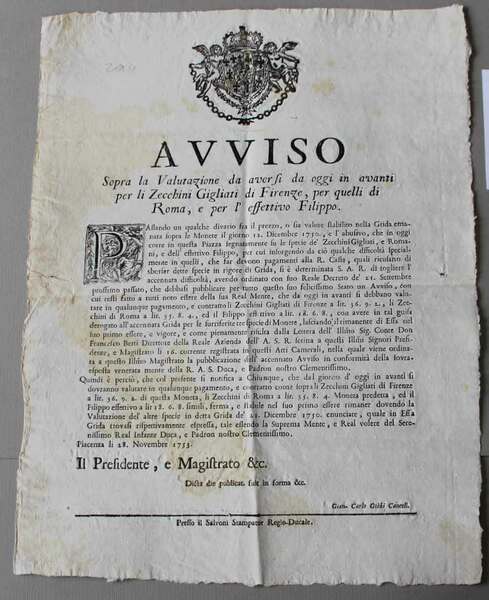 AVVISO
Sopra la Valutazione da aversi da oggi in avanti
per li Zecchini Gigliati di Firenze, per quelli di
Roma, e per l' effettivo Filippo.
PAssando un qualche divario fra il prezzo, o sia valore stabilito nella Grida ema-
nata sopra le Monete il giorno 12. Dicembre 1750., e l' abusivo, che in oggi
corre in questa Piazza segnatamente su le specie de' Zecchini Gigliati, e Roma-
ni, e dell' effettivo Filippo, per cui insorgendo da ciò qualche difficoltà special-
mente in quelli, che far devono pagamenti alla R. Cassa, quali ricusano di
sborsar dette specie in rigore di Grida, si è determinata S. A. R. di togliere l'
accennata difficoltà, avendo ordinato con suo Reale Decreto de' 21. Settembre
prossimo passato, che debbasi pubblicare per tutto questo suo felicissimo Stato un Avviso, con
cui resti fatto a tutti noto essere della sua Real Mente, che da oggi in avanti si debbano valu-
tare in qualunque pagamento, e contratto li Zecchini Gigliati di Firenze a lir. 36. 9. 2., li Zec-
chini di Roma a lir. 35. 8. 4., ed il Filippo effettivo a lir. 18. 6. 8., con avere in tal guisa
derogato all' accennata Grida per le surriferite tre specie di Monete, lasciando'si rimanente di Essa nel
suo primo essere, e vigore, e come pienamente risulta dalla Lettera dell' Illmo Sig. Conte Don
Francesco Berti Direttore della Reale Azienda dell' A. S. R. scritta a questi Illmi Signori Presi-
dente, e Magistrato li 16. corrente registrata in questi Atti Camerali, nella quale viene ordina-
ta a questo Illmo Magistrato la pubblicazione dell' accennato Avviso in conformità della sovra-
esposta venerata mente della R. A. S. Duca, e Padron nostro Clementissimo.
Quindi è perciò, che col presente si notifica a Chiunque, che dal giorno d' oggi in avanti si
dovranno valutare in qualunque pagamento, e contratto come sopra li Zecchini Gigliati di Firenze
a lir. 36. 9. 2. di questa Moneta, li Zecchini di Roma a lir. 35. 8. 4. Moneta predetta, ed il
Filippo effettivo a lir 18. 6. 8. simili, ferma, e stabile nel suo primo essere rimaner dovendo la
Valutazione de' altre specie in detta Grida de' 12. Dicembre 1750. enunciate, quale in Essa
Grida trovasi rispettivamente espressa, tale essendo la Suprema Mente, e Real volere del Sere-
nissimo Real Infante Duca, e Padron nostro Clementissimo.
Piacenza li 28. Novembre 1753.
Il Presidente, e Magistrato &c.
Dicta die publicat. fuit in forma &c.
Gian. Carlo Guidi Cancell.
Presso il Salvoni Stampatore Regio-Ducale.